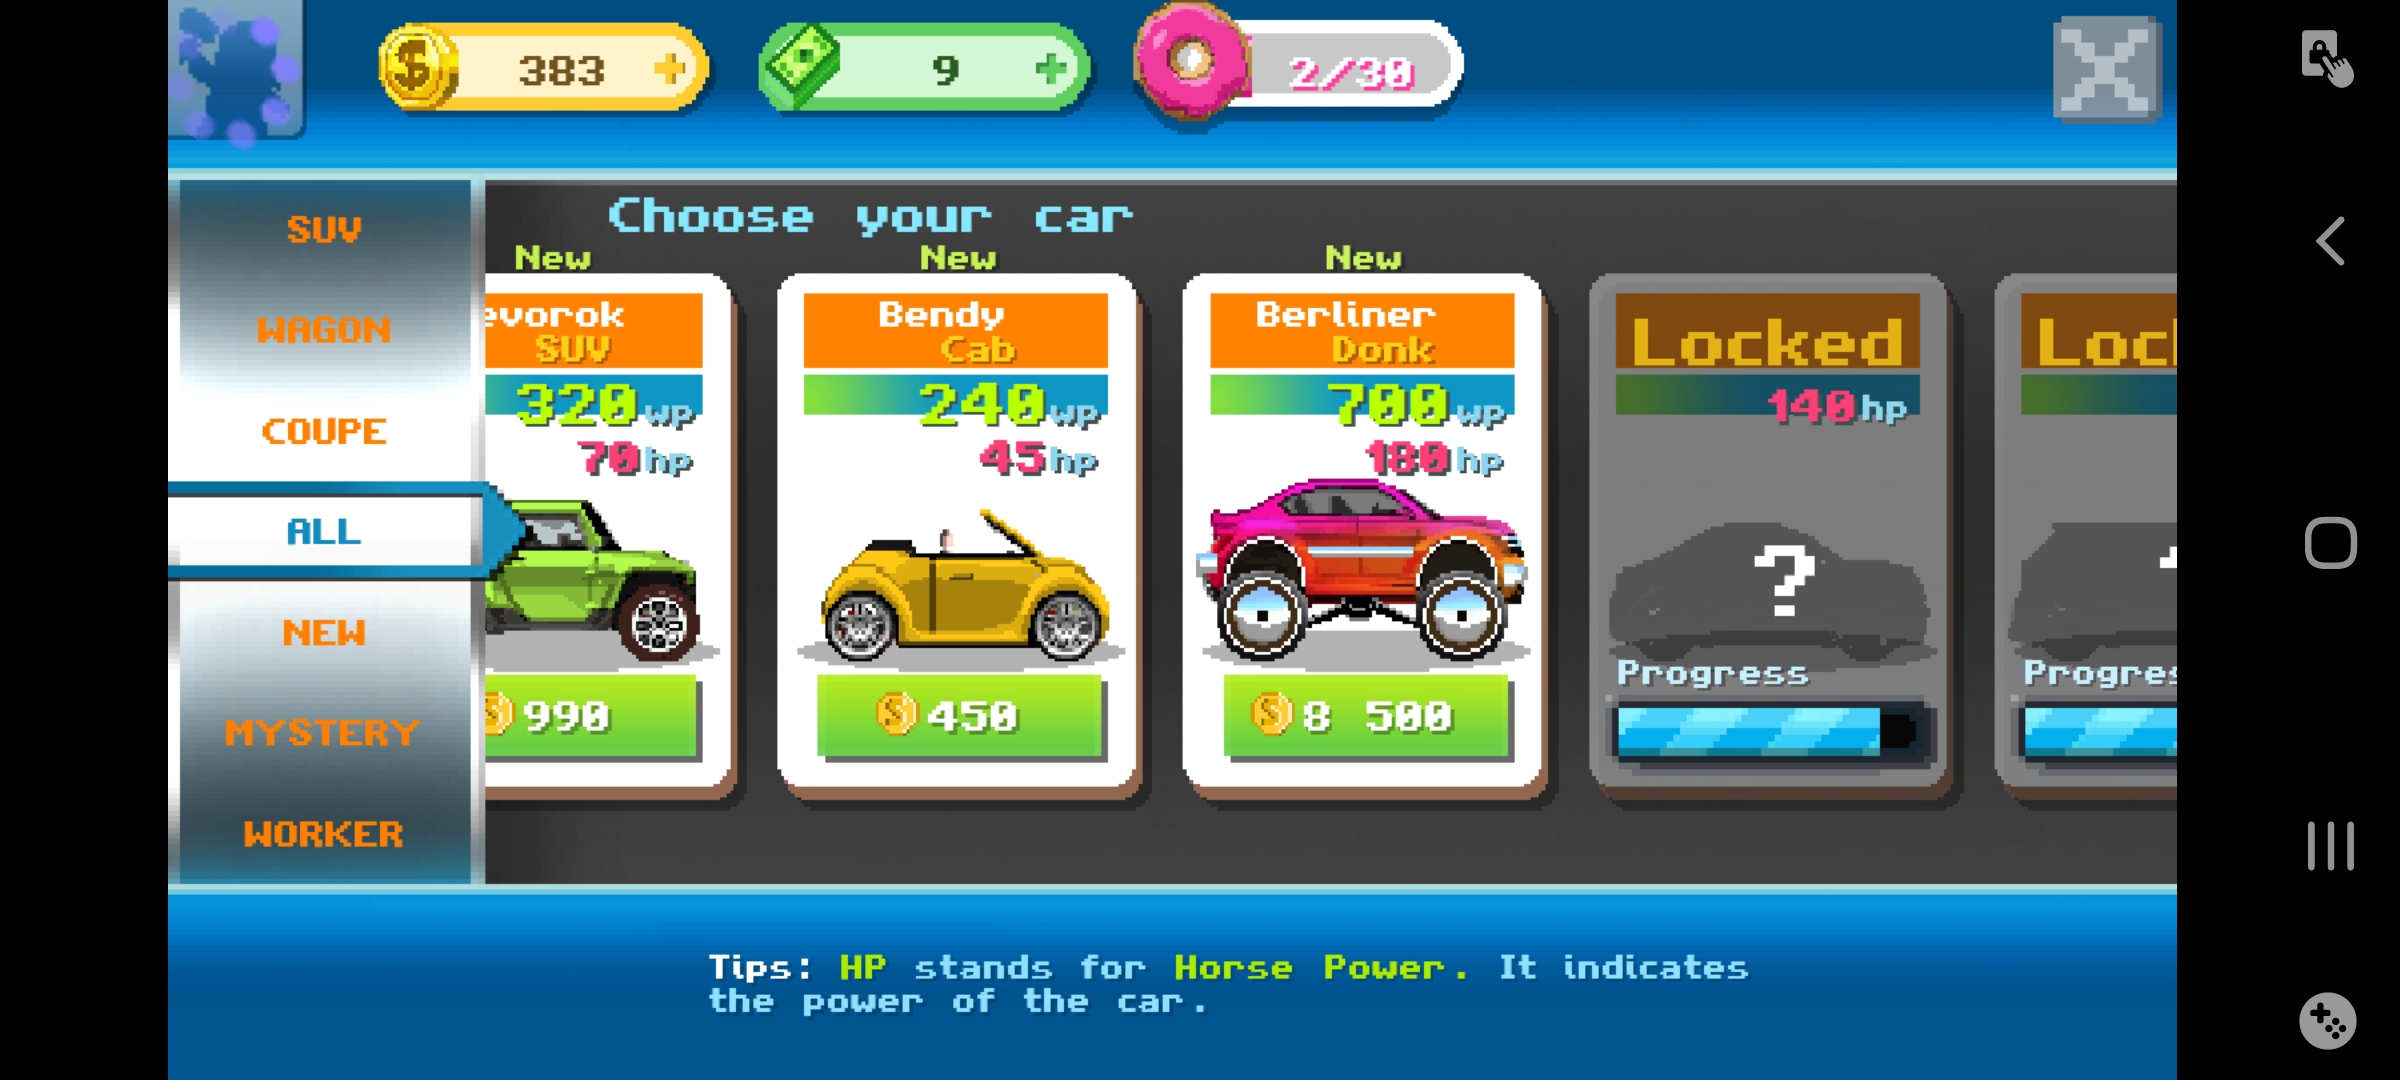 383
9
2/30
SUV
WAGON
COUPE
ALL
NEW
MYSTERY
WORKER
Choose your car
New
evorok
SUV
320 wp
70 hp
990
New
Bendy
Cab
240 wp
45 hp
450
New
Berliner
Donk
700 wp
180 hp
8 500
Locked
140 hp
?
Progress
Loc
Progres
Tips: HP stands for Horse Power. It indicates
the power of the car.